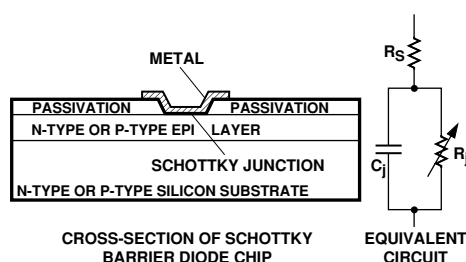 METAL
PASSIVATION PASSIVATION
N-TYPE OR P-TYPE EPI LAYER
SCHOTTKY JUNCTION
N-TYPE OR P-TYPE SILICON SUBSTRATE
CROSS-SECTION OF SCHOTTKY
BARRIER DIODE CHIP
RS
Cj
Rj
EQUIVALENT
CIRCUIT